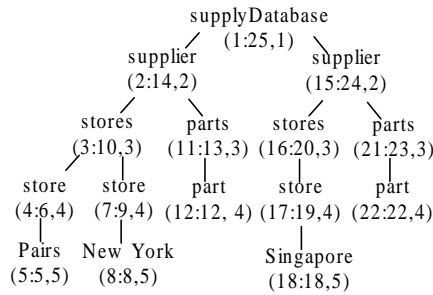 supplyDatabase
(1:25,1)
supplier supplier
(2:14,2) (15:24,2)
stores parts stores parts
(3:10,3) (11:13,3) (16:20,3) (21:23,3)
store store part store part
(4:6,4) (7:9,4) (12:12, 4) (17:19,4) (22:22,4)
Pairs New York Singapore
(5:5,5) (8:8,5) (18:18,5)